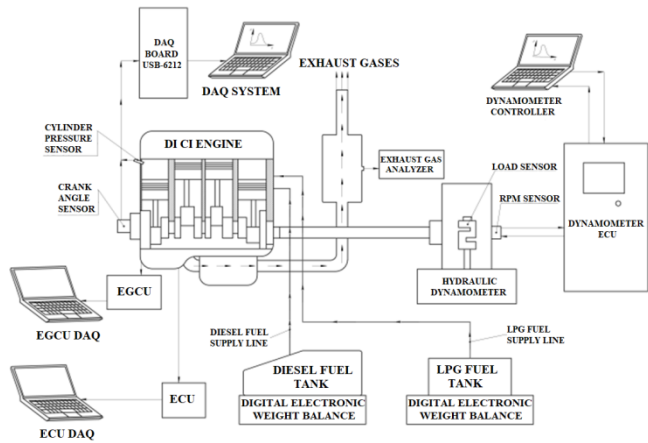 DAQ
BOARD
USB-6212
DAQ SYSTEM
EXHAUST GASES
DYNAMOMETER
CONTROLLER
CYLINDER
PRESSURE
SENSOR
DI CI ENGINE
EXHAUST GAS
ANALYZER
LOAD SENSOR
CRANK
ANGLE
SENSOR
RPM SENSOR
DYNAMOMETER
ECU
HYDRAULIC
DYNAMOMETER
EGCU
EGCU DAQ
DIESEL FUEL
SUPPLY LINE
LPG FUEL
SUPPLY LINE
DIESEL FUEL
TANK
DIGITAL ELECTRONIC
WEIGHT BALANCE
LPG FUEL
TANK
DIGITAL ELECTRONIC
WEIGHT BALANCE
ECU
ECU DAQ